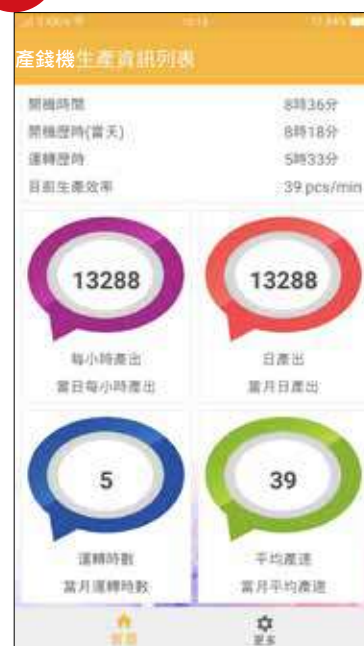 產錢機生產資訊列表
開機時間 8時36分
開機歷時(當天) 8時18分
運轉歷時 5時33分
目前生產效率 39 pcs/min
13288
13288
每小時產出
日產出
當日每小時產出
當月日產出
5
39
運轉時數
平均產速
當月運轉時數
當月平均產速
更多